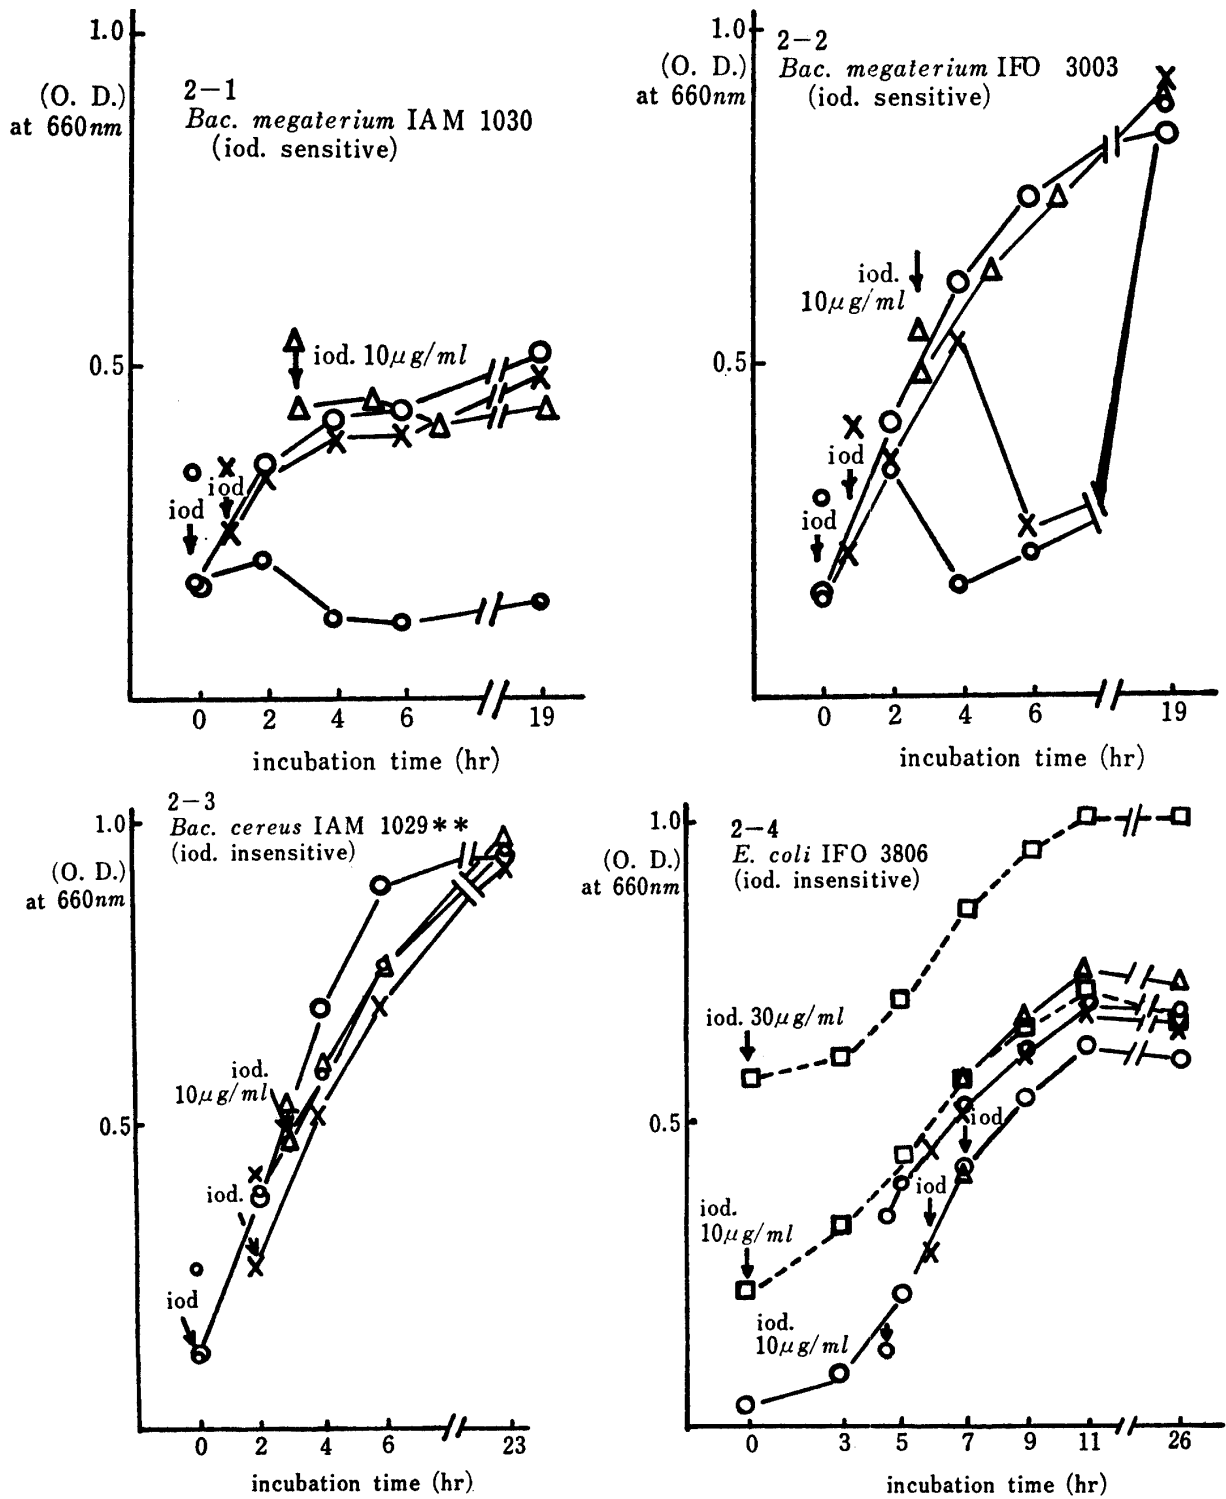 1.0
(O. D.)
at 660nm
2-1
Bac. megaterium IAM 1030
(iod. sensitive)
0.5
iod. 10μg/ml
iod
iod
0 2 4 6 19
incubation time (hr)
1.0
(O. D.)
at 660nm
2-2
Bac. megaterium IFO 3003
(iod. sensitive)
iod.
10μg/ml
0.5
iod
iod
0 2 4 6 19
incubation time (hr)
1.0
(O. D.)
at 660nm
2-3
Bac. cereus IAM 1029**
(iod. insensitive)
iod.
10μg/ml
0.5
iod.
iod
0 2 4 6 23
incubation time (hr)
1.0
(O. D.)
at 660nm
2-4
E. coli IFO 3806
(iod. insensitive)
iod. 30μg/ml
0.5
iod
iod
iod.
10μg/ml
iod.
10μg/ml
0 3 5 7 9 11 26
incubation time (hr)